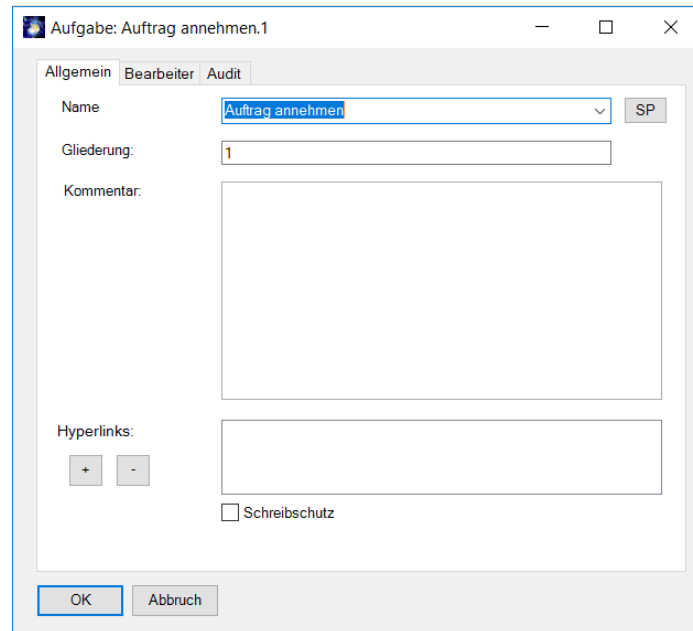 Aufgabe: Auftrag annehmen.1
Allgemein Bearbeiter Audit
Name Auftrag annehmen SP
Gliederung: 1
Kommentar:
Hyperlinks:
+ -
Schreibschutz
OK Abbruch